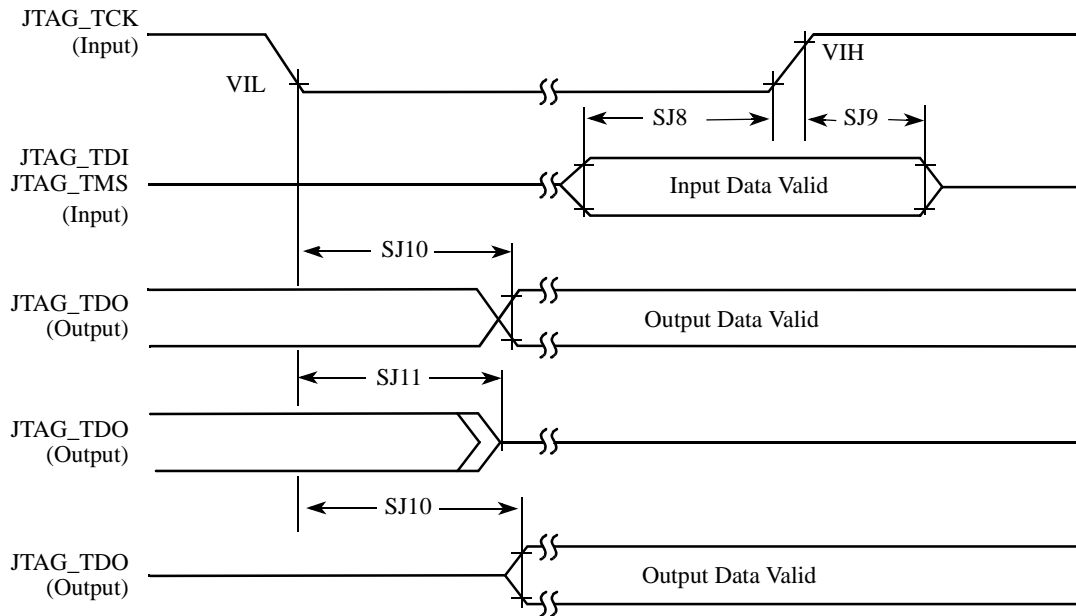 JTAG_TCK
(Input)
VIL
VIH
SJ8
SJ9
JTAG_TDI
JTAG_TMS
(Input)
Input Data Valid
SJ10
JTAG_TDO
(Output)
Output Data Valid
SJ11
JTAG_TDO
(Output)
SJ10
JTAG_TDO
(Output)
Output Data Valid